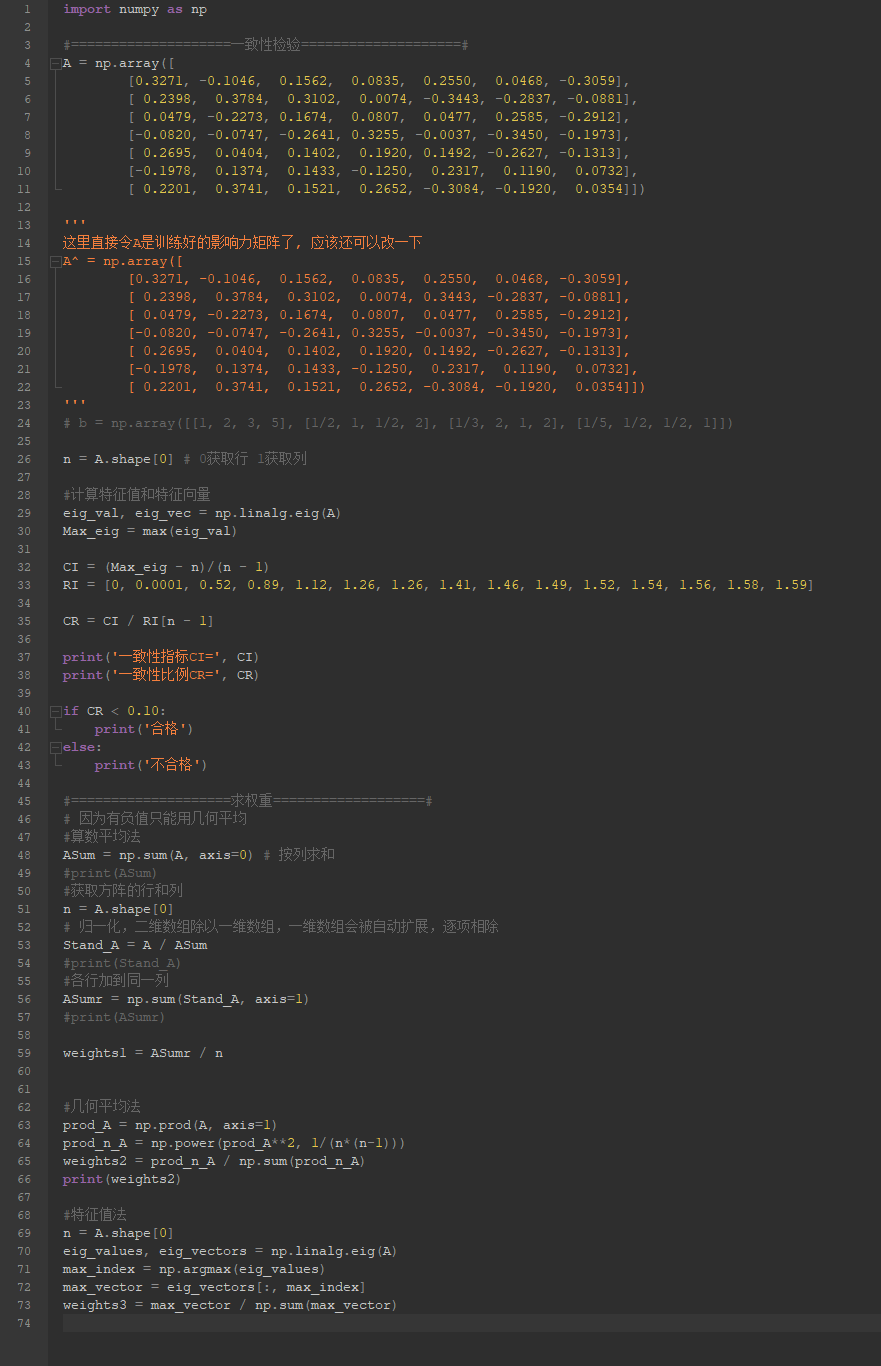 1 import numpy as np
2
3 #====================一致性检验====================#
4 A = np.array([
5 [0.3271, -0.1046, 0.1562, 0.0835, 0.2550, 0.0468, -0.3059],
6 [ 0.2398, 0.3784, 0.3102, 0.0074, -0.3443, -0.2837, -0.0881],
7 [ 0.0479, -0.2273, 0.1674, 0.0807, 0.0477, 0.2585, -0.2912],
8 [-0.0820, -0.0747, -0.2641, 0.3255, -0.0037, -0.3450, -0.1973],
9 [ 0.2695, 0.0404, 0.1402, 0.1920, 0.1492, -0.2627, -0.1313],
10 [-0.1978, 0.1374, 0.1433, -0.1250, 0.2317, 0.1190, 0.0732],
11 [ 0.2201, 0.3741, 0.1521, 0.2652, -0.3084, -0.1920, 0.0354]])
12
13 '''
14 这里直接令A是训练好的影响力矩阵了, 应该还可以改一下
15 A^ = np.array([
16 [0.3271, -0.1046, 0.1562, 0.0835, 0.2550, 0.0468, -0.3059],
17 [ 0.2398, 0.3784, 0.3102, 0.0074, 0.3443, -0.2837, -0.0881],
18 [ 0.0479, -0.2273, 0.1674, 0.0807, 0.0477, 0.2585, -0.2912],
19 [-0.0820, -0.0747, -0.2641, 0.3255, -0.0037, -0.3450, -0.1973],
20 [ 0.2695, 0.0404, 0.1402, 0.1920, 0.1492, -0.2627, -0.1313],
21 [-0.1978, 0.1374, 0.1433, -0.1250, 0.2317, 0.1190, 0.0732],
22 [ 0.2201, 0.3741, 0.1521, 0.2652, -0.3084, -0.1920, 0.0354]])
23 '''
24 # b = np.array([[1, 2, 3, 5], [1/2, 1, 1/2, 2], [1/3, 2, 1, 2], [1/5, 1/2, 1/2, 1]])
25
26 n = A.shape[0] # 0获取行 1获取列
27
28 #计算特征值和特征向量
29 eig_val, eig_vec = np.linalg.eig(A)
30 Max_eig = max(eig_val)
31
32 CI = (Max_eig - n)/(n - 1)
33 RI = [0, 0.0001, 0.52, 0.89, 1.12, 1.26, 1.26, 1.41, 1.46, 1.49, 1.52, 1.54, 1.56, 1.58, 1.59]
34
35 CR = CI / RI[n - 1]
36
37 print('一致性指标CI=', CI)
38 print('一致性比例CR=', CR)
39
40 if CR < 0.10:
41 print('合格')
42 else:
43 print('不合格')
44
45 #====================求权重===================#
46 # 因为有负值只能用几何平均
47 #算数平均法
48 ASum = np.sum(A, axis=0) # 按列求和
49 #print(ASum)
50 #获取方阵的行和列
51 n = A.shape[0]
52 # 归一化，二维数组除以一维数组，一维数组会被自动扩展，逐项相除
53 Stand_A = A / ASum
54 #print(Stand_A)
55 #各行加到同一列
56 ASumr = np.sum(Stand_A, axis=1)
57 #print(ASumr)
58
59 weights1 = ASumr / n
60
61
62 #几何平均法
63 prod_A = np.prod(A, axis=1)
64 prod_n_A = np.power(prod_A**2, 1/(n*(n-1)))
65 weights2 = prod_n_A / np.sum(prod_n_A)
66 print(weights2)
67
68 #特征值法
69 n = A.shape[0]
70 eig_values, eig_vectors = np.linalg.eig(A)
71 max_index = np.argmax(eig_values)
72 max_vector = eig_vectors[:, max_index]
73 weights3 = max_vector / np.sum(max_vector)
74